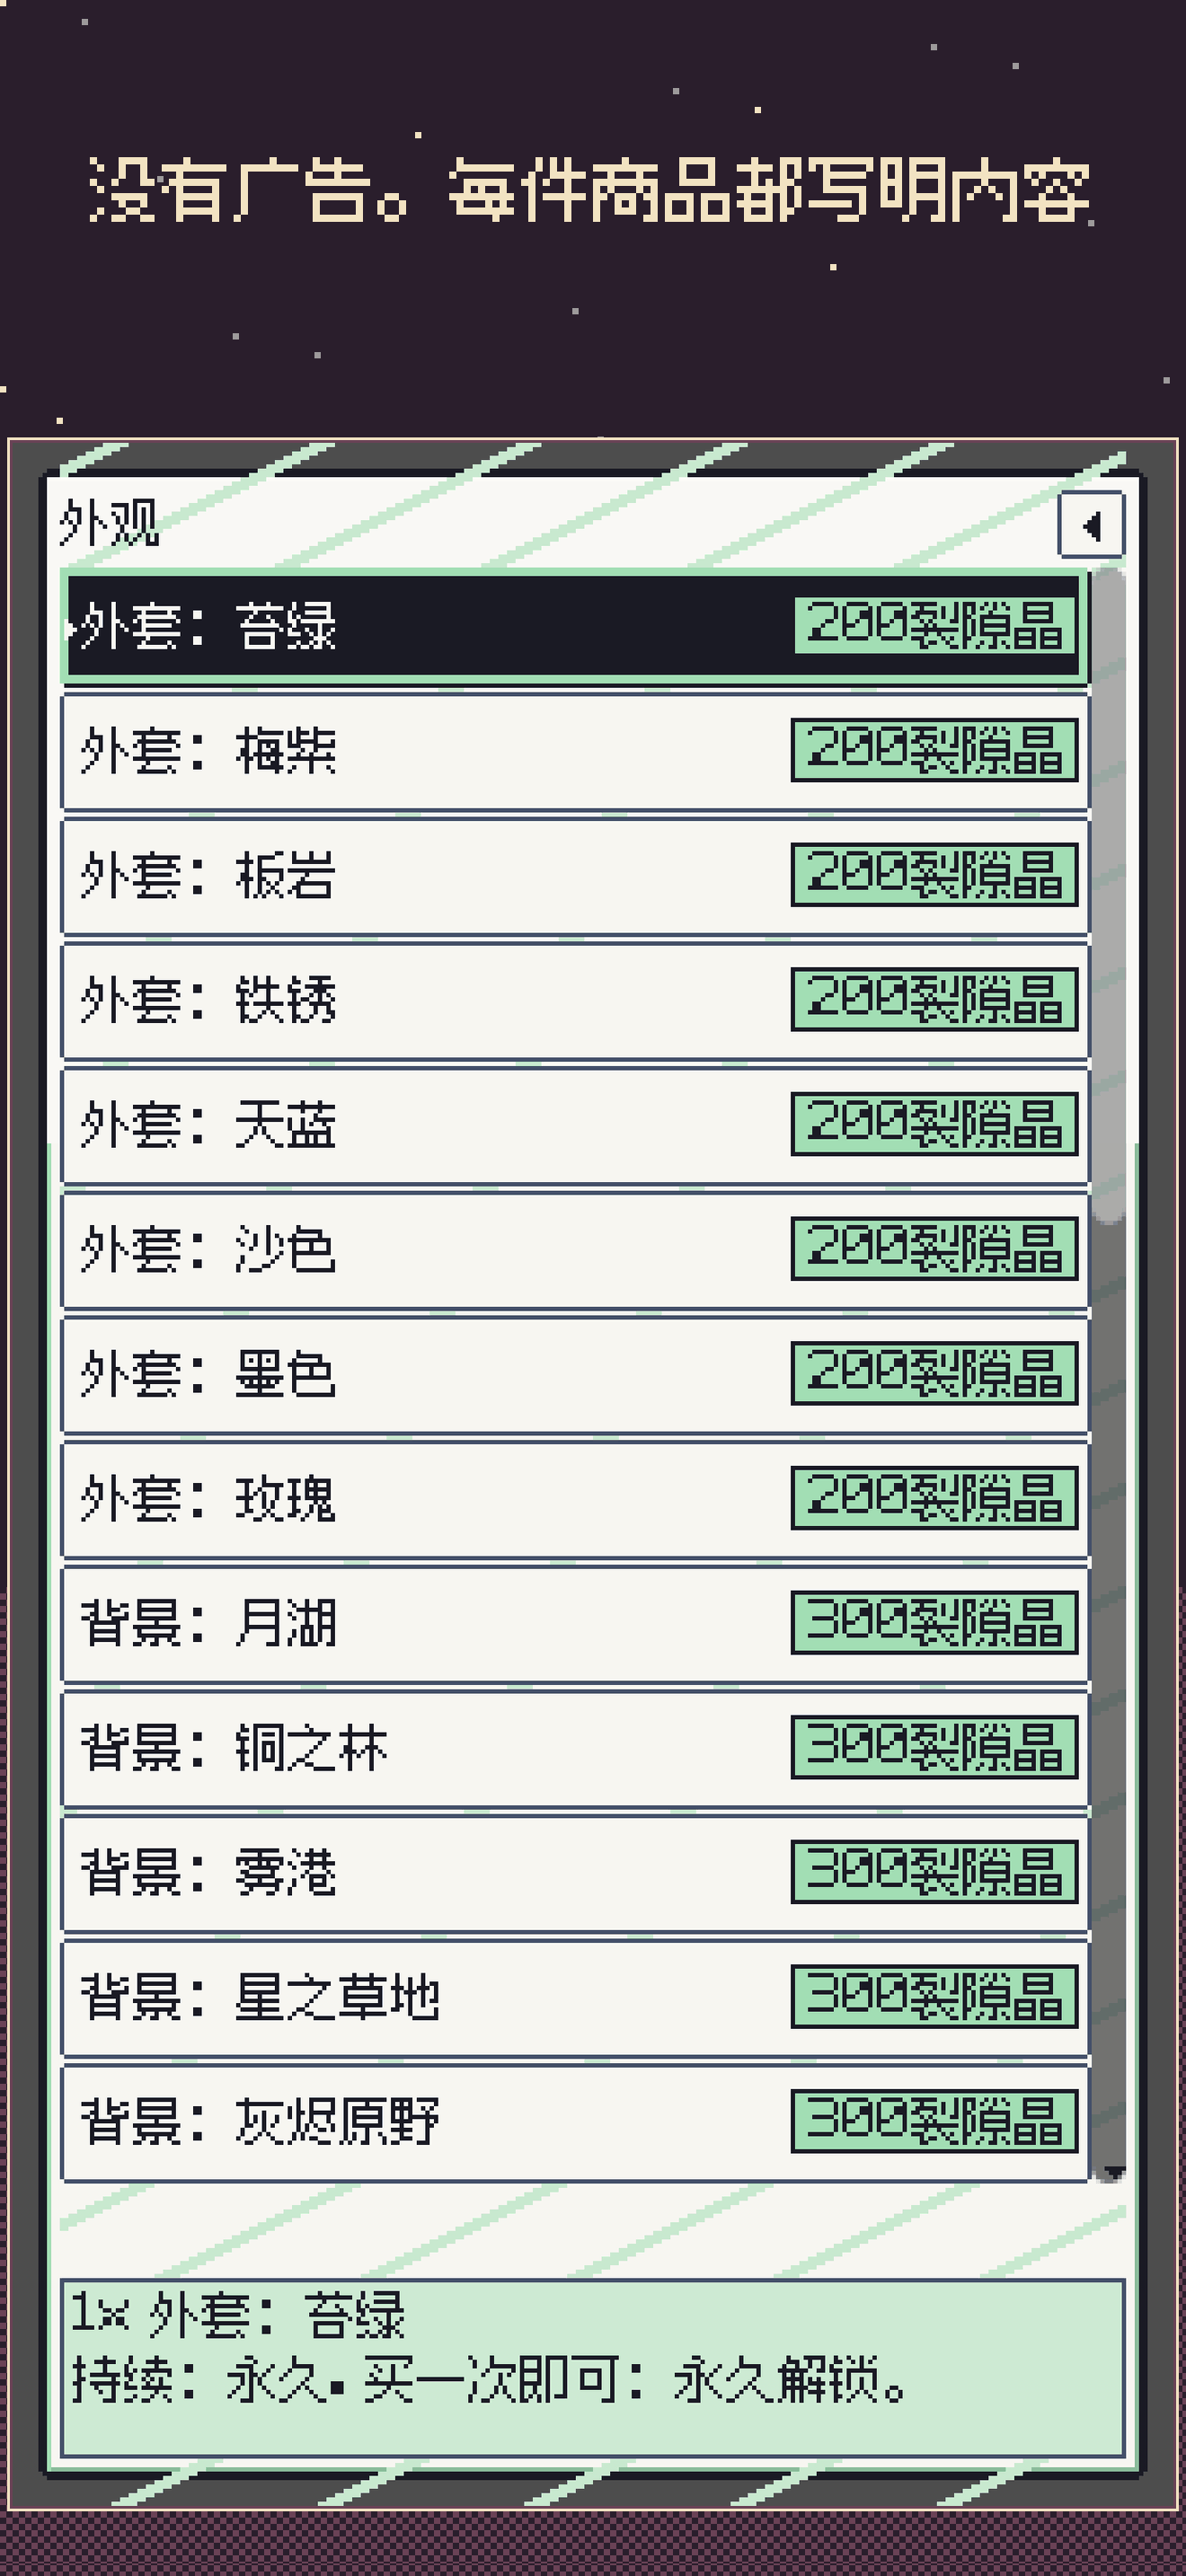 没有广告。每件商品都写明内容
外观
外套：苔绿 200裂隙晶
外套：梅紫 200裂隙晶
外套：板岩 200裂隙晶
外套：铁锈 200裂隙晶
外套：天蓝 200裂隙晶
外套：沙色 200裂隙晶
外套：墨色 200裂隙晶
外套：玫瑰 200裂隙晶
背景：月湖 300裂隙晶
背景：铜之林 300裂隙晶
背景：雾港 300裂隙晶
背景：星之草地 300裂隙晶
背景：灰烬原野 300裂隙晶
1x 外套：苔绿
持续：永久·买一次即可：永久解锁。